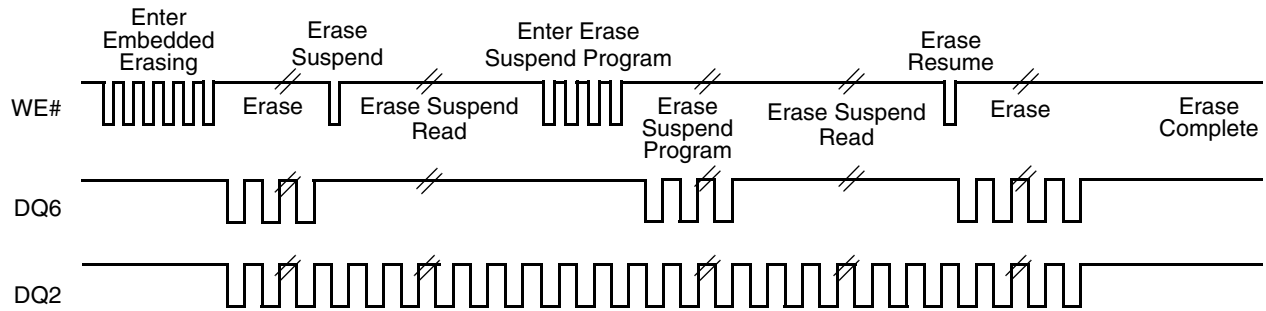 Enter
Embedded
Erasing
Erase
Suspend
Enter Erase
Suspend Program
Erase
Resume
WE#
Erase
Erase Suspend
Read
Erase
Suspend
Program
Erase Suspend
Read
Erase
Erase
Complete
DQ6
DQ2